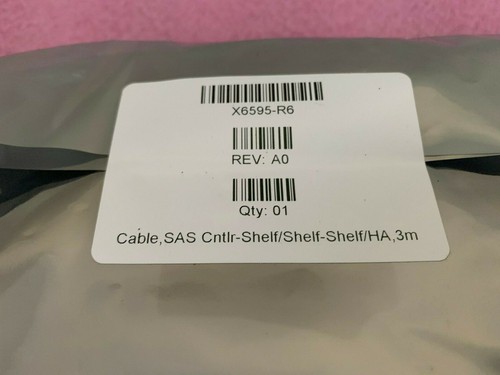 X6595-R6
REV: A0
Qty: 01
Cable,SAS Cntlr-Shelf/Shelf-Shelf/HA,3m